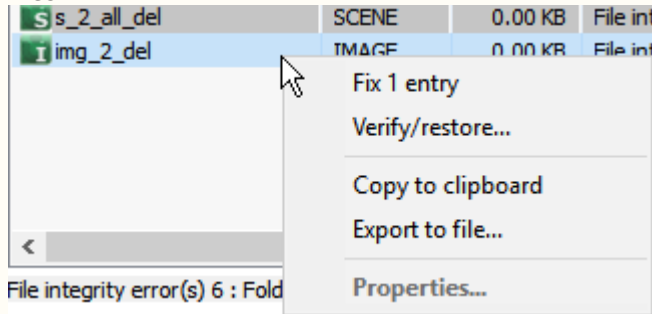 S s_2_all_del SCENE 0.00 KB File int
I img_2_del IMAGE 0.00 KB File int
Fix 1 entry
Verify/restore...
Copy to clipboard
Export to file...
File integrity error(s) 6 : Fold
Properties...